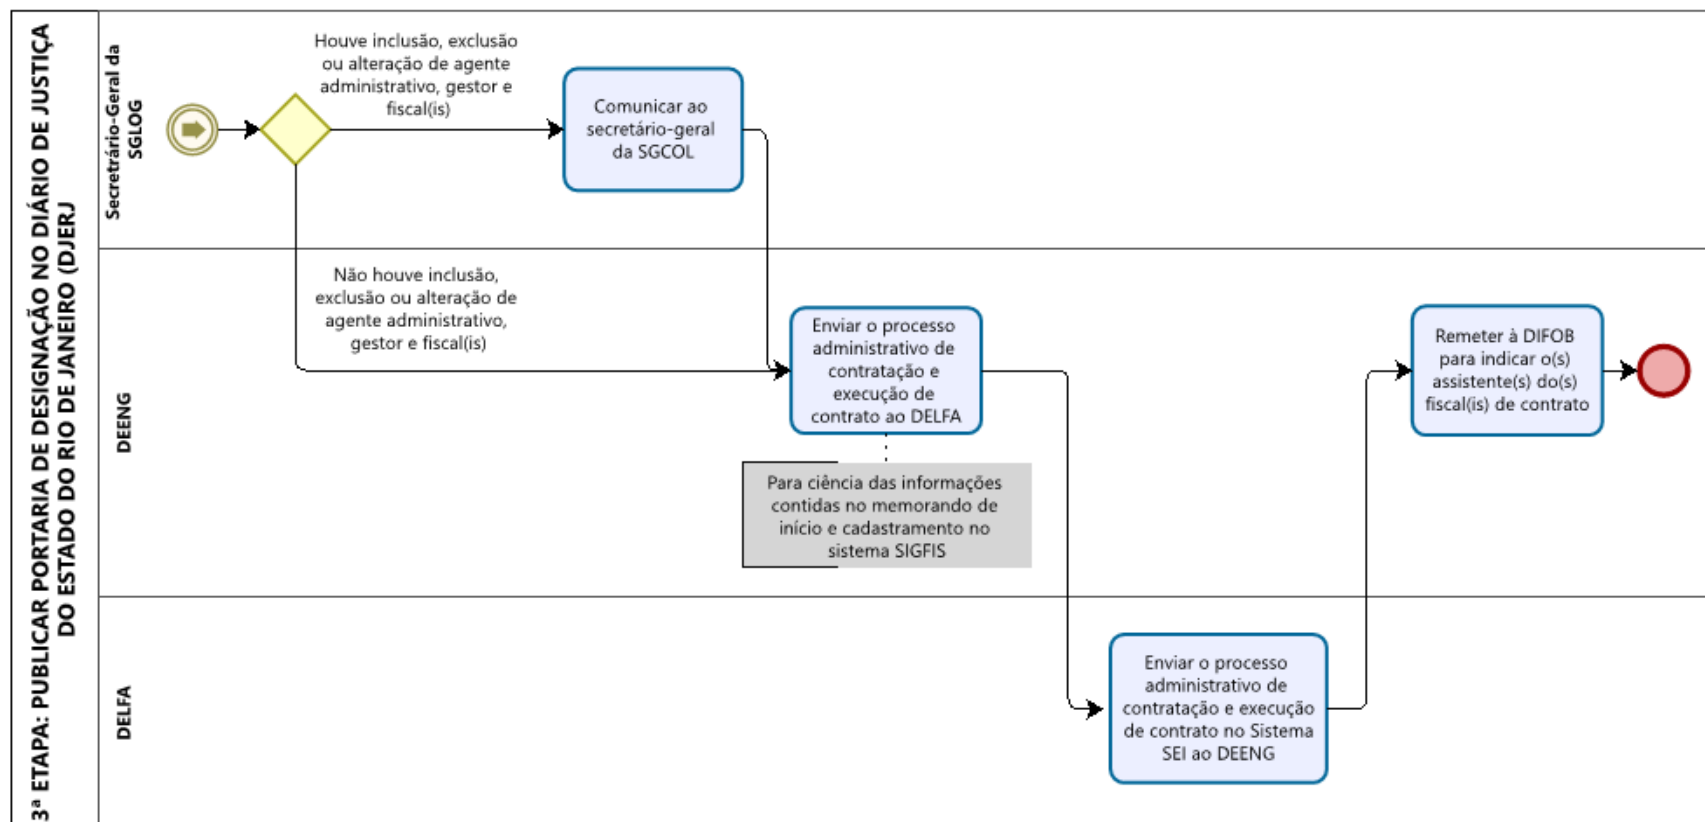 3ª ETAPA: PUBLICAR PORTARIA DE DESIGNAÇÃO NO DIÁRIO DE JUSTIÇA
DO ESTADO DO RIO DE JANEIRO (DJERJ
Secretrário-Geral da
SGLOG
Houve inclusão, exclusão
ou alteração de agente
administrativo, gestor e
fiscal(is)
Comunicar ao
secretário-geral
da SGCOL
DEENG
Não houve inclusão,
exclusão ou alteração de
agente administrativo,
gestor e fiscal(is)
Enviar o processo
administrativo de
contratação e
execução de
contrato ao DELFA
Para ciência das informações
contidas no memorando de
início e cadastramento no
sistema SIGFIS
Remeter à DIFOB
para indicar o(s)
assistente(s) do(s)
fiscal(is) de contrato
DELFA
Enviar o processo
administrativo de
contratação e execução
de contrato no Sistema
SEI ao DEENG